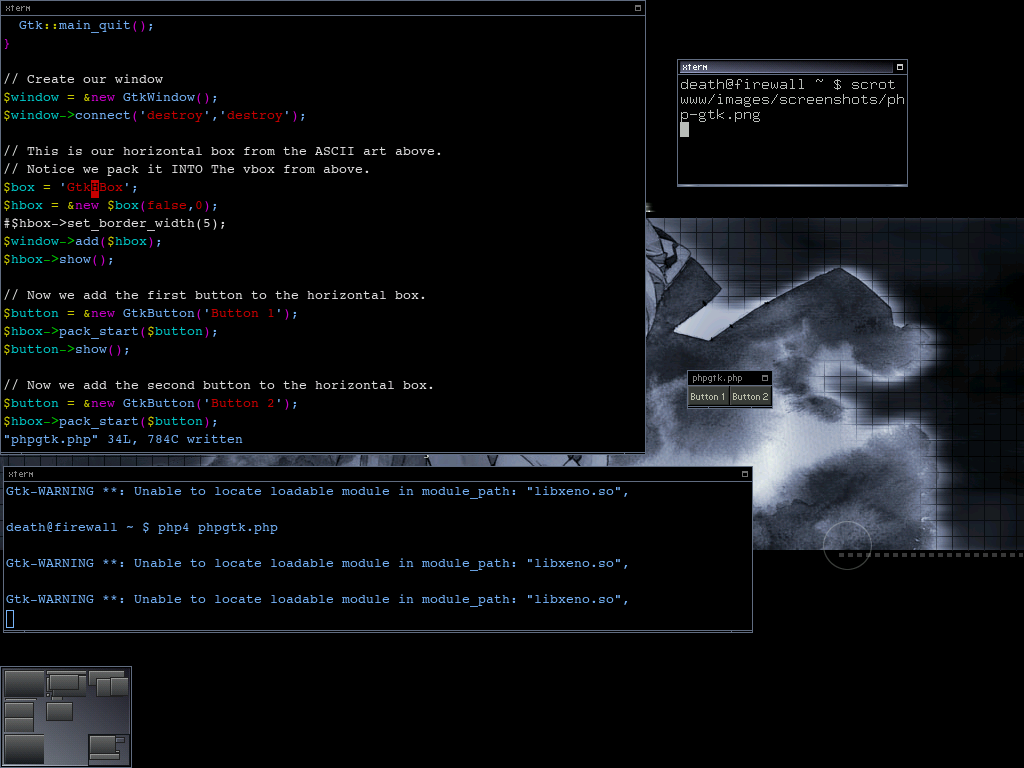 xterm
  Gtk::main_quit();
}
// Create our window
$window = &new GtkWindow();
$window->connect('destroy','destroy');
// This is our horizontal box from the ASCII art above.
// Notice we pack it INTO The vbox from above.
$box = 'GtkHBox';
$hbox = &new $box(false,0);
#$hbox->set_border_width(5);
$window->add($hbox);
$hbox->show();
// Now we add the first button to the horizontal box.
$button = &new GtkButton('Button 1');
$hbox->pack_start($button);
$button->show();
// Now we add the second button to the horizontal box.
$button = &new GtkButton('Button 2');
$hbox->pack_start($button);
"phpgtk.php" 34L, 784C written
xterm
death@firewall ~ $ scrot
www/images/screenshots/ph
p-gtk.png
phpgtk.php
Button 1 Button 2
xterm
Gtk-WARNING **: Unable to locate loadable module in module_path: "libxeno.so",
death@firewall ~ $ php4 phpgtk.php
Gtk-WARNING **: Unable to locate loadable module in module_path: "libxeno.so",
Gtk-WARNING **: Unable to locate loadable module in module_path: "libxeno.so",